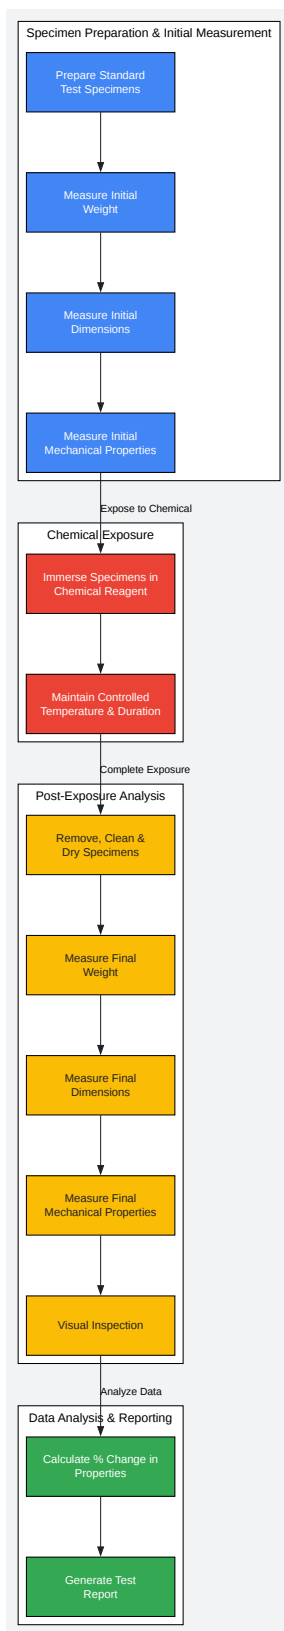 Specimen Preparation & Initial Measurement
Prepare Standard
Test Specimens
Measure Initial
Weight
Measure Initial
Dimensions
Measure Initial
Mechanical Properties
Expose to Chemical
Chemical Exposure
Immerse Specimens in
Chemical Reagent
Maintain Controlled
Temperature & Duration
Complete Exposure
Post-Exposure Analysis
Remove, Clean &
Dry Specimens
Measure Final
Weight
Measure Final
Dimensions
Measure Final
Mechanical Properties
Visual Inspection
Analyze Data
Data Analysis & Reporting
Calculate % Change in
Properties
Generate Test
Report